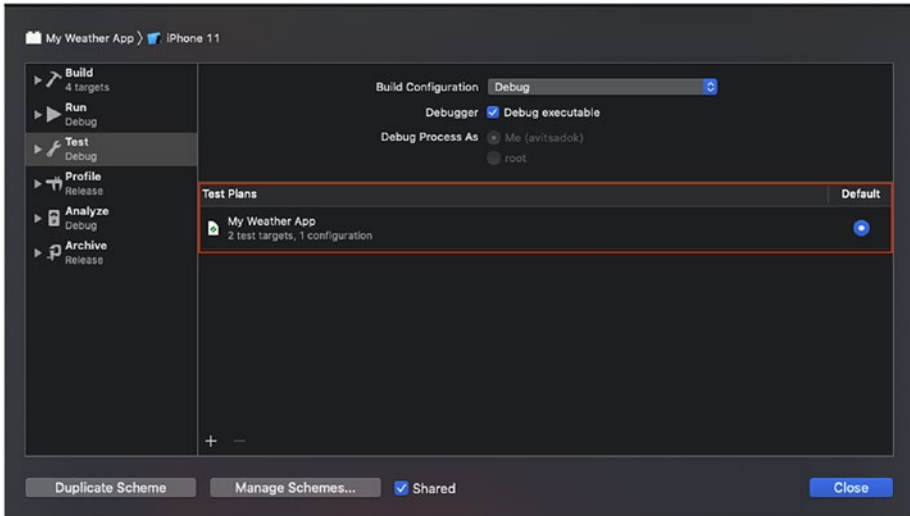 My Weather App 〉 iPhone 11
Build
4 targets
Run
Debug
Test
Debug
Profile
Release
Analyze
Debug
Archive
Release
Build Configuration Debug
Debugger Debug executable
Debug Process As Me (avitsadok)
root
Test Plans Default
My Weather App
2 test targets, 1 configuration
Duplicate Scheme Manage Schemes... Shared Close